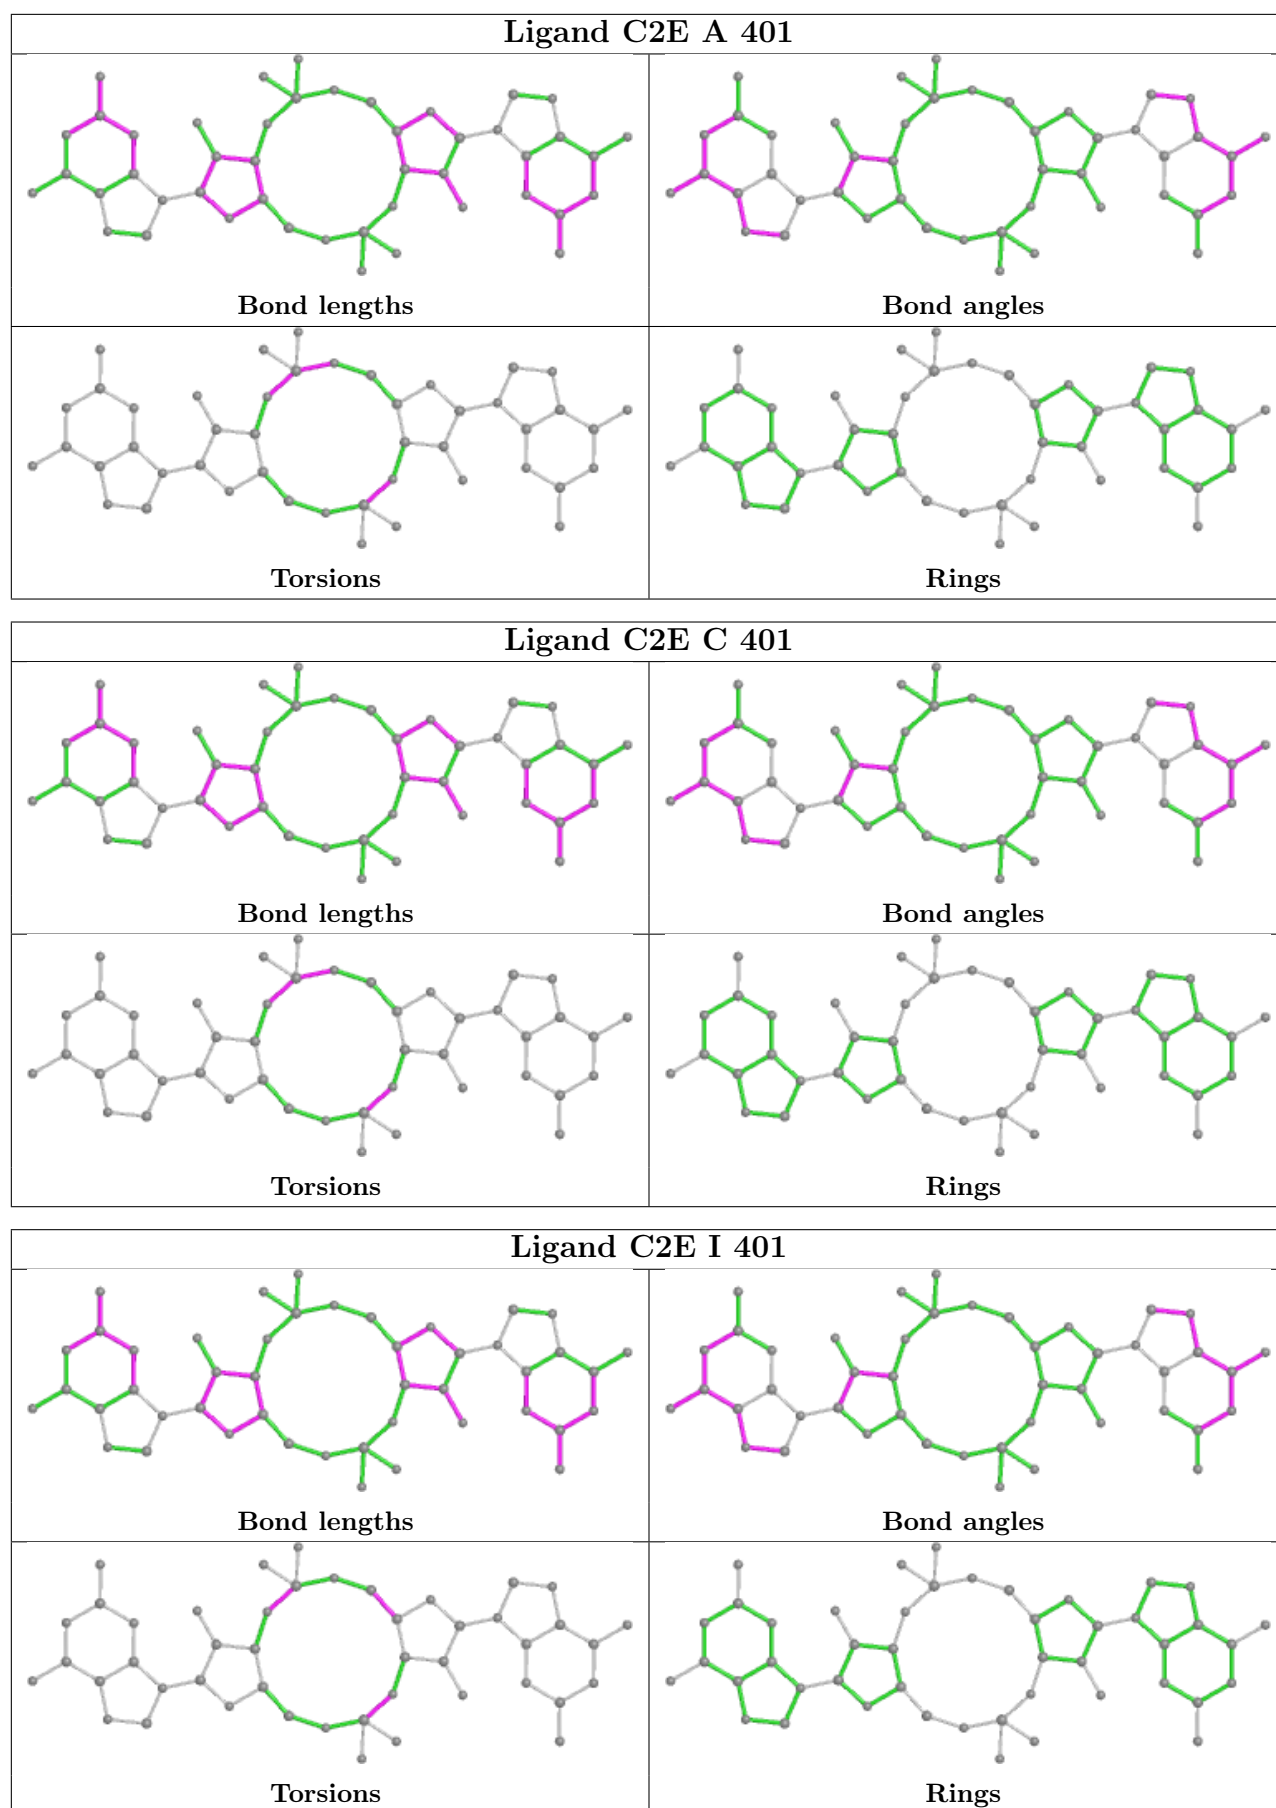 Ligand C2E A 401
Bond lengths
Bond angles
Torsions
Rings
Ligand C2E C 401
Bond lengths
Bond angles
Torsions
Rings
Ligand C2E I 401
Bond lengths
Bond angles
Torsions
Rings